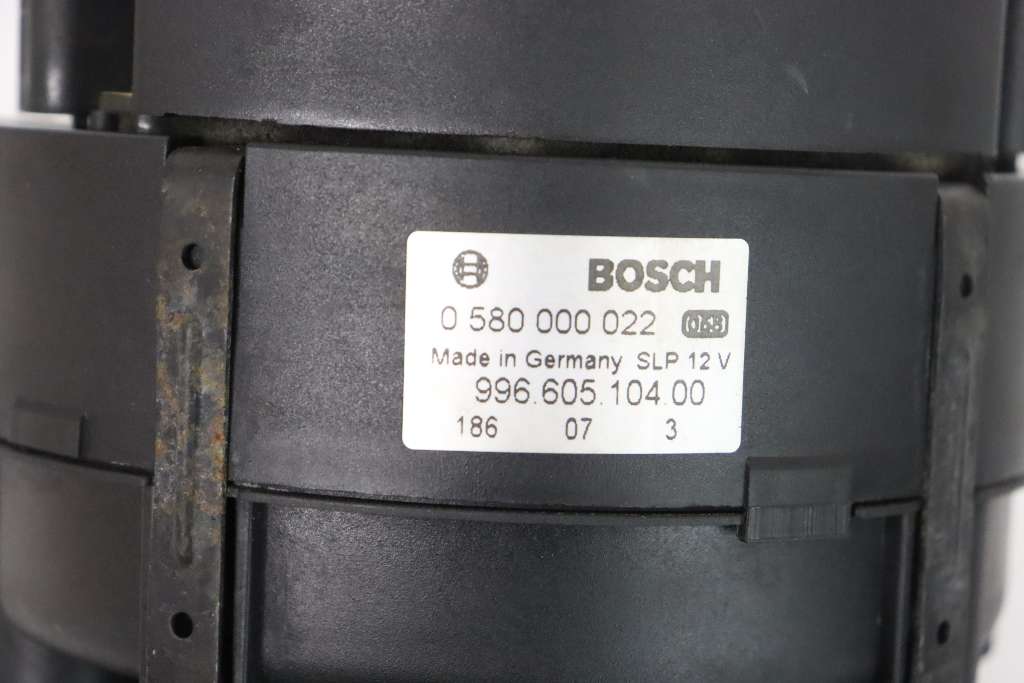 BOSCH
0 580 000 022
Made in Germany SLP 12 V
996.605.104.00
186 07 3